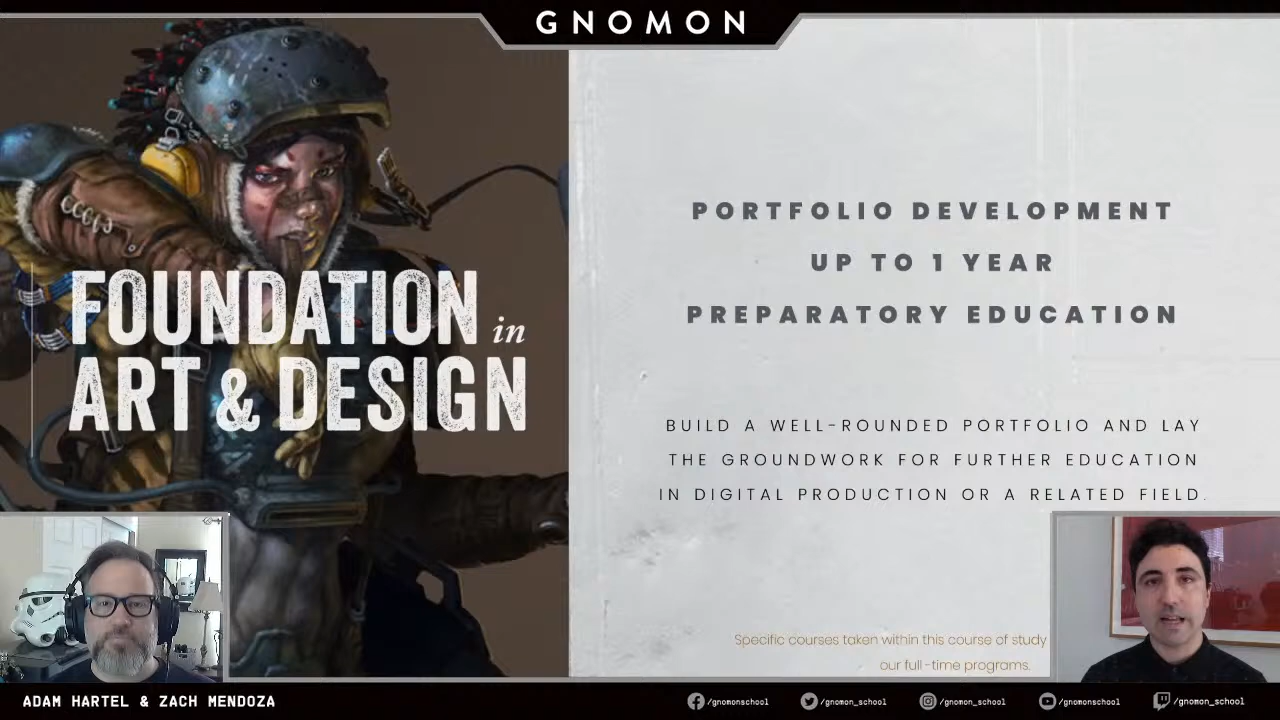 GNOMON
FOUNDATION in
ART & DESIGN
PORTFOLIO DEVELOPMENT
UP TO 1 YEAR
PREPARATORY EDUCATION
BUILD A WELL-ROUNDED PORTFOLIO AND LAY
THE GROUNDWORK FOR FURTHER EDUCATION
IN DIGITAL PRODUCTION OR A RELATED FIELD.
Specific courses taken within this course of study
our full-time programs.
ADAM HARTEL & ZACH MENDOZA
/gnomonschool
/gnomon_school
/gnomon_school
/gnomonschool
/gnomon_school